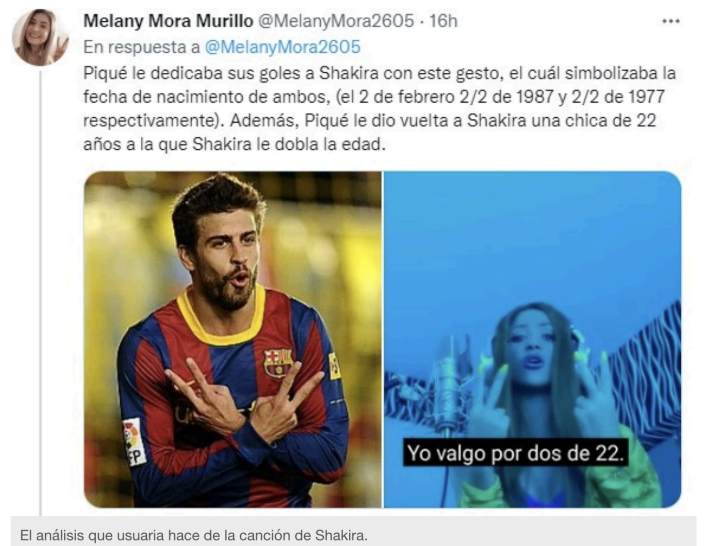 Melany Mora Murillo @MelanyMora2605 · 16h
En respuesta a @MelanyMora2605
Piqué le dedicaba sus goles a Shakira con este gesto, el cuál simbolizaba la
fecha de nacimiento de ambos, (el 2 de febrero 2/2 de 1987 y 2/2 de 1977
respectivamente). Además, Piqué le dio vuelta a Shakira una chica de 22
años a la que Shakira le dobla la edad.
Yo valgo por dos de 22.
El análisis que usuaria hace de la canción de Shakira.